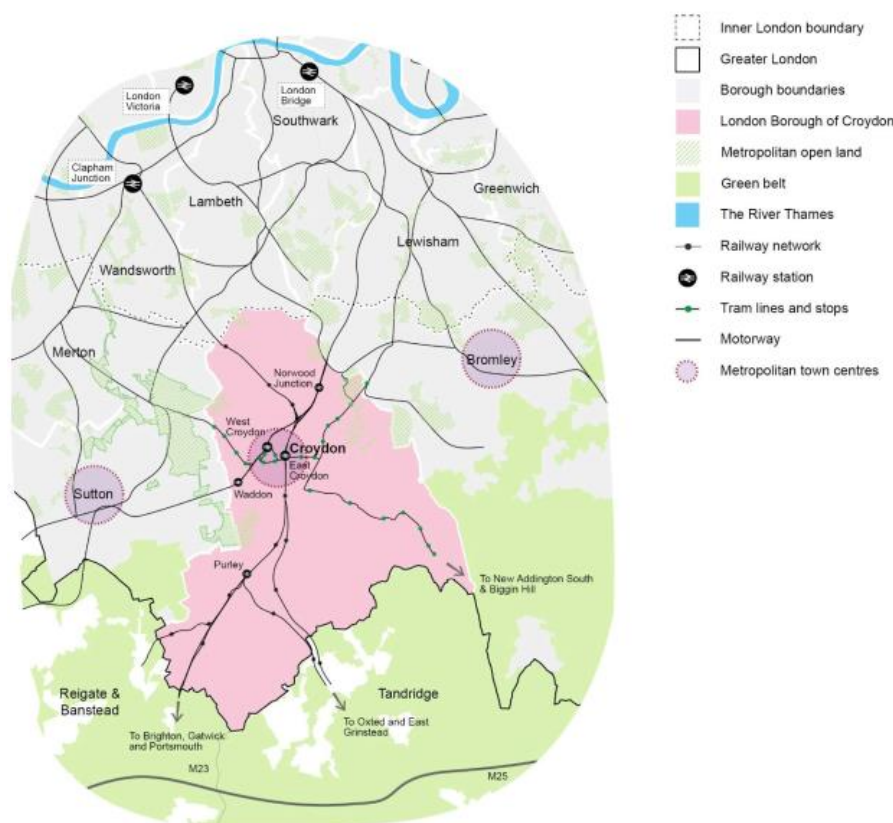 London
Victoria
London
Bridge
Southwark
Clapham
Junction
Lambeth
Greenwich
Lewisham
Wandsworth
Merton
Bromley
Norwood
Junction
West
Croydon
Croydon
East
Croydon
Waddon
Sutton
Purley
To New Addington South
& Biggin Hill
Reigate &
Banstead
Tandridge
To Brighton, Gatwick
and Portsmouth
To Oxted and East
Grinstead
M23
M25
Inner London boundary
Greater London
Borough boundaries
London Borough of Croydon
Metropolitan open land
Green belt
The River Thames
Railway network
Railway station
Tram lines and stops
Motorway
Metropolitan town centres